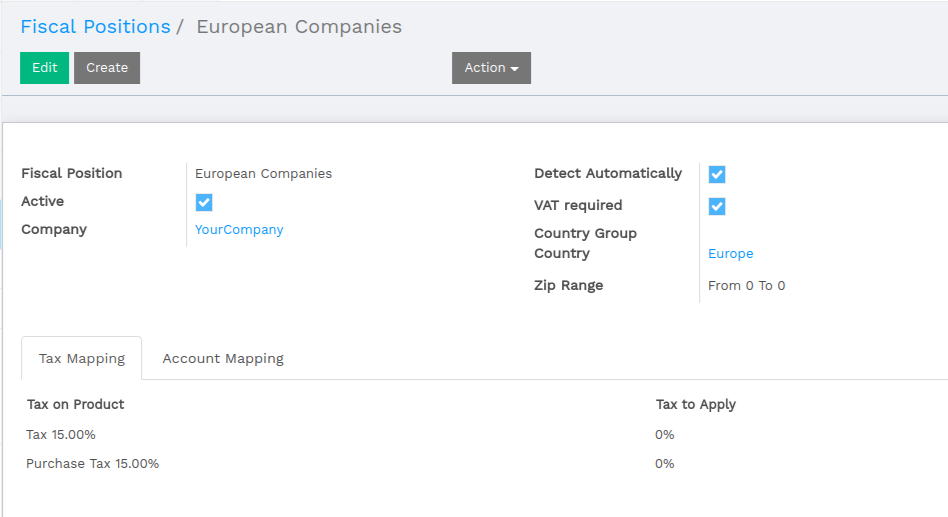 Fiscal Positions / European Companies
Edit Create Action
Fiscal Position European Companies
Active
Company YourCompany
Detect Automatically
VAT required
Country Group
Country Europe
Zip Range From 0 To 0
Tax Mapping Account Mapping
Tax on Product Tax to Apply
Tax 15.00% 0%
Purchase Tax 15.00% 0%